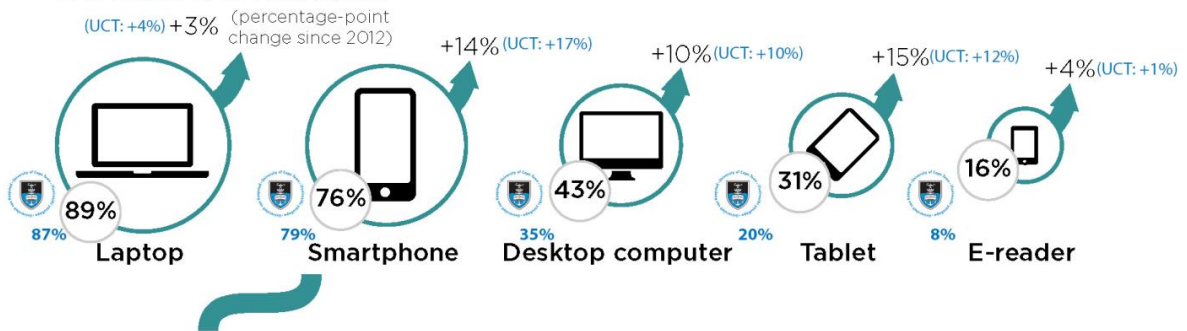 (UCT: +4%) +3% (percentage-point
change since 2012)
+14% (UCT: +17%)
+10% (UCT: +10%)
+15% (UCT: +12%)
+4% (UCT: +1%)
89%
87%
Laptop
76%
79%
Smartphone
43%
35%
Desktop computer
31%
20%
Tablet
16%
8%
E-reader